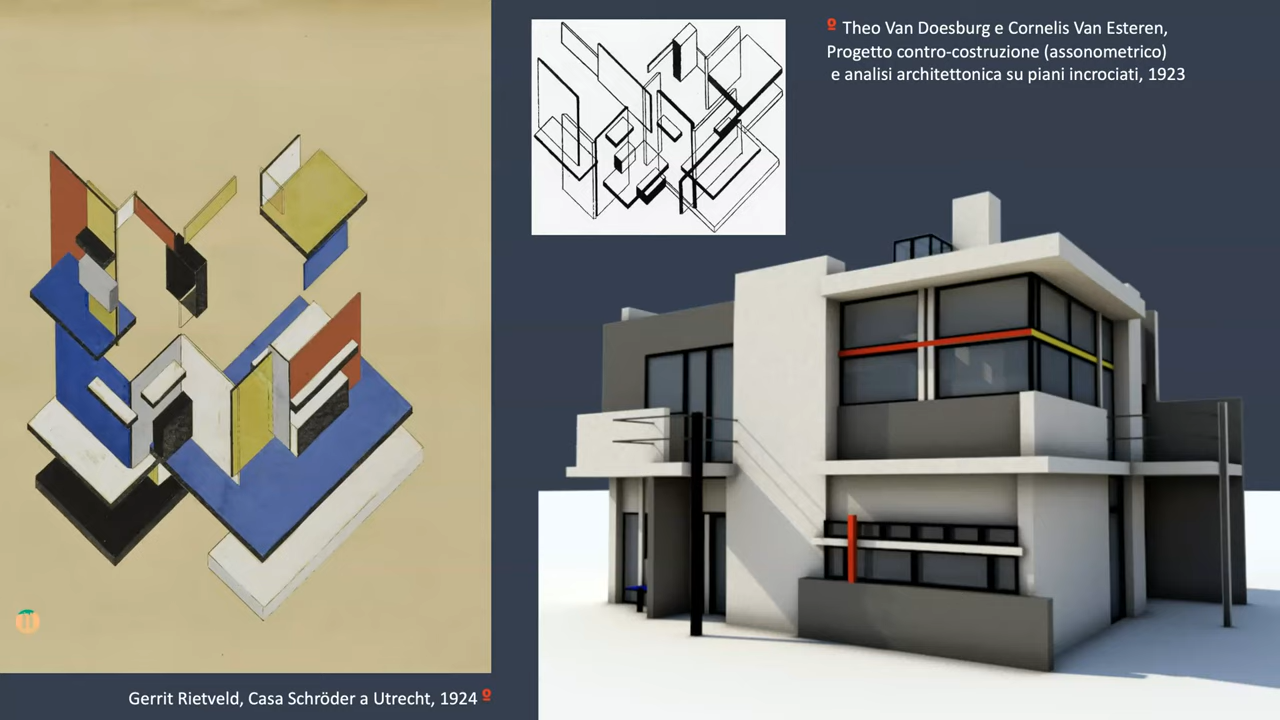 º Theo Van Doesburg e Cornelis Van Esteren,
Progetto contro-costruzione (assonometrico)
e analisi architettonica su piani incrociati, 1923
Gerrit Rietveld, Casa Schröder a Utrecht, 1924 º